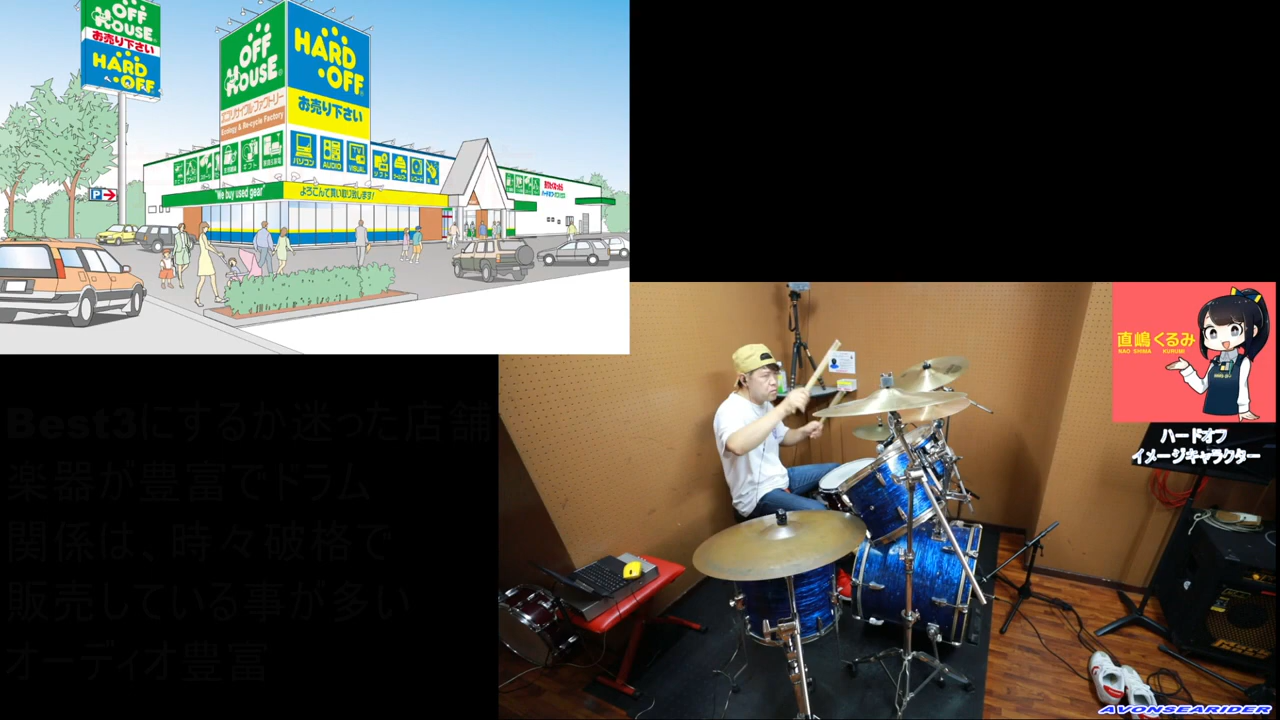 OFF
HOUSE
お売り下さい
HARD
OFF
OFF
HOUSE
エコリサイクル・ファクトリー
Ecology & Re-cycle Factory
HARD
OFF
お売り下さい
パソコン
AUDIO
VISUAL
"We buy used gear"
よろこんで買い取り致します!
P
直嶋くるみ
NAO SHIMA KURUMI
ハードオフ
イメージキャラクター
Best3にするか迷った店舗
楽器が豊富でドラム
関係は、時々破格で
販売している事が多い
オーディオ豊富
AVONSEARIDER